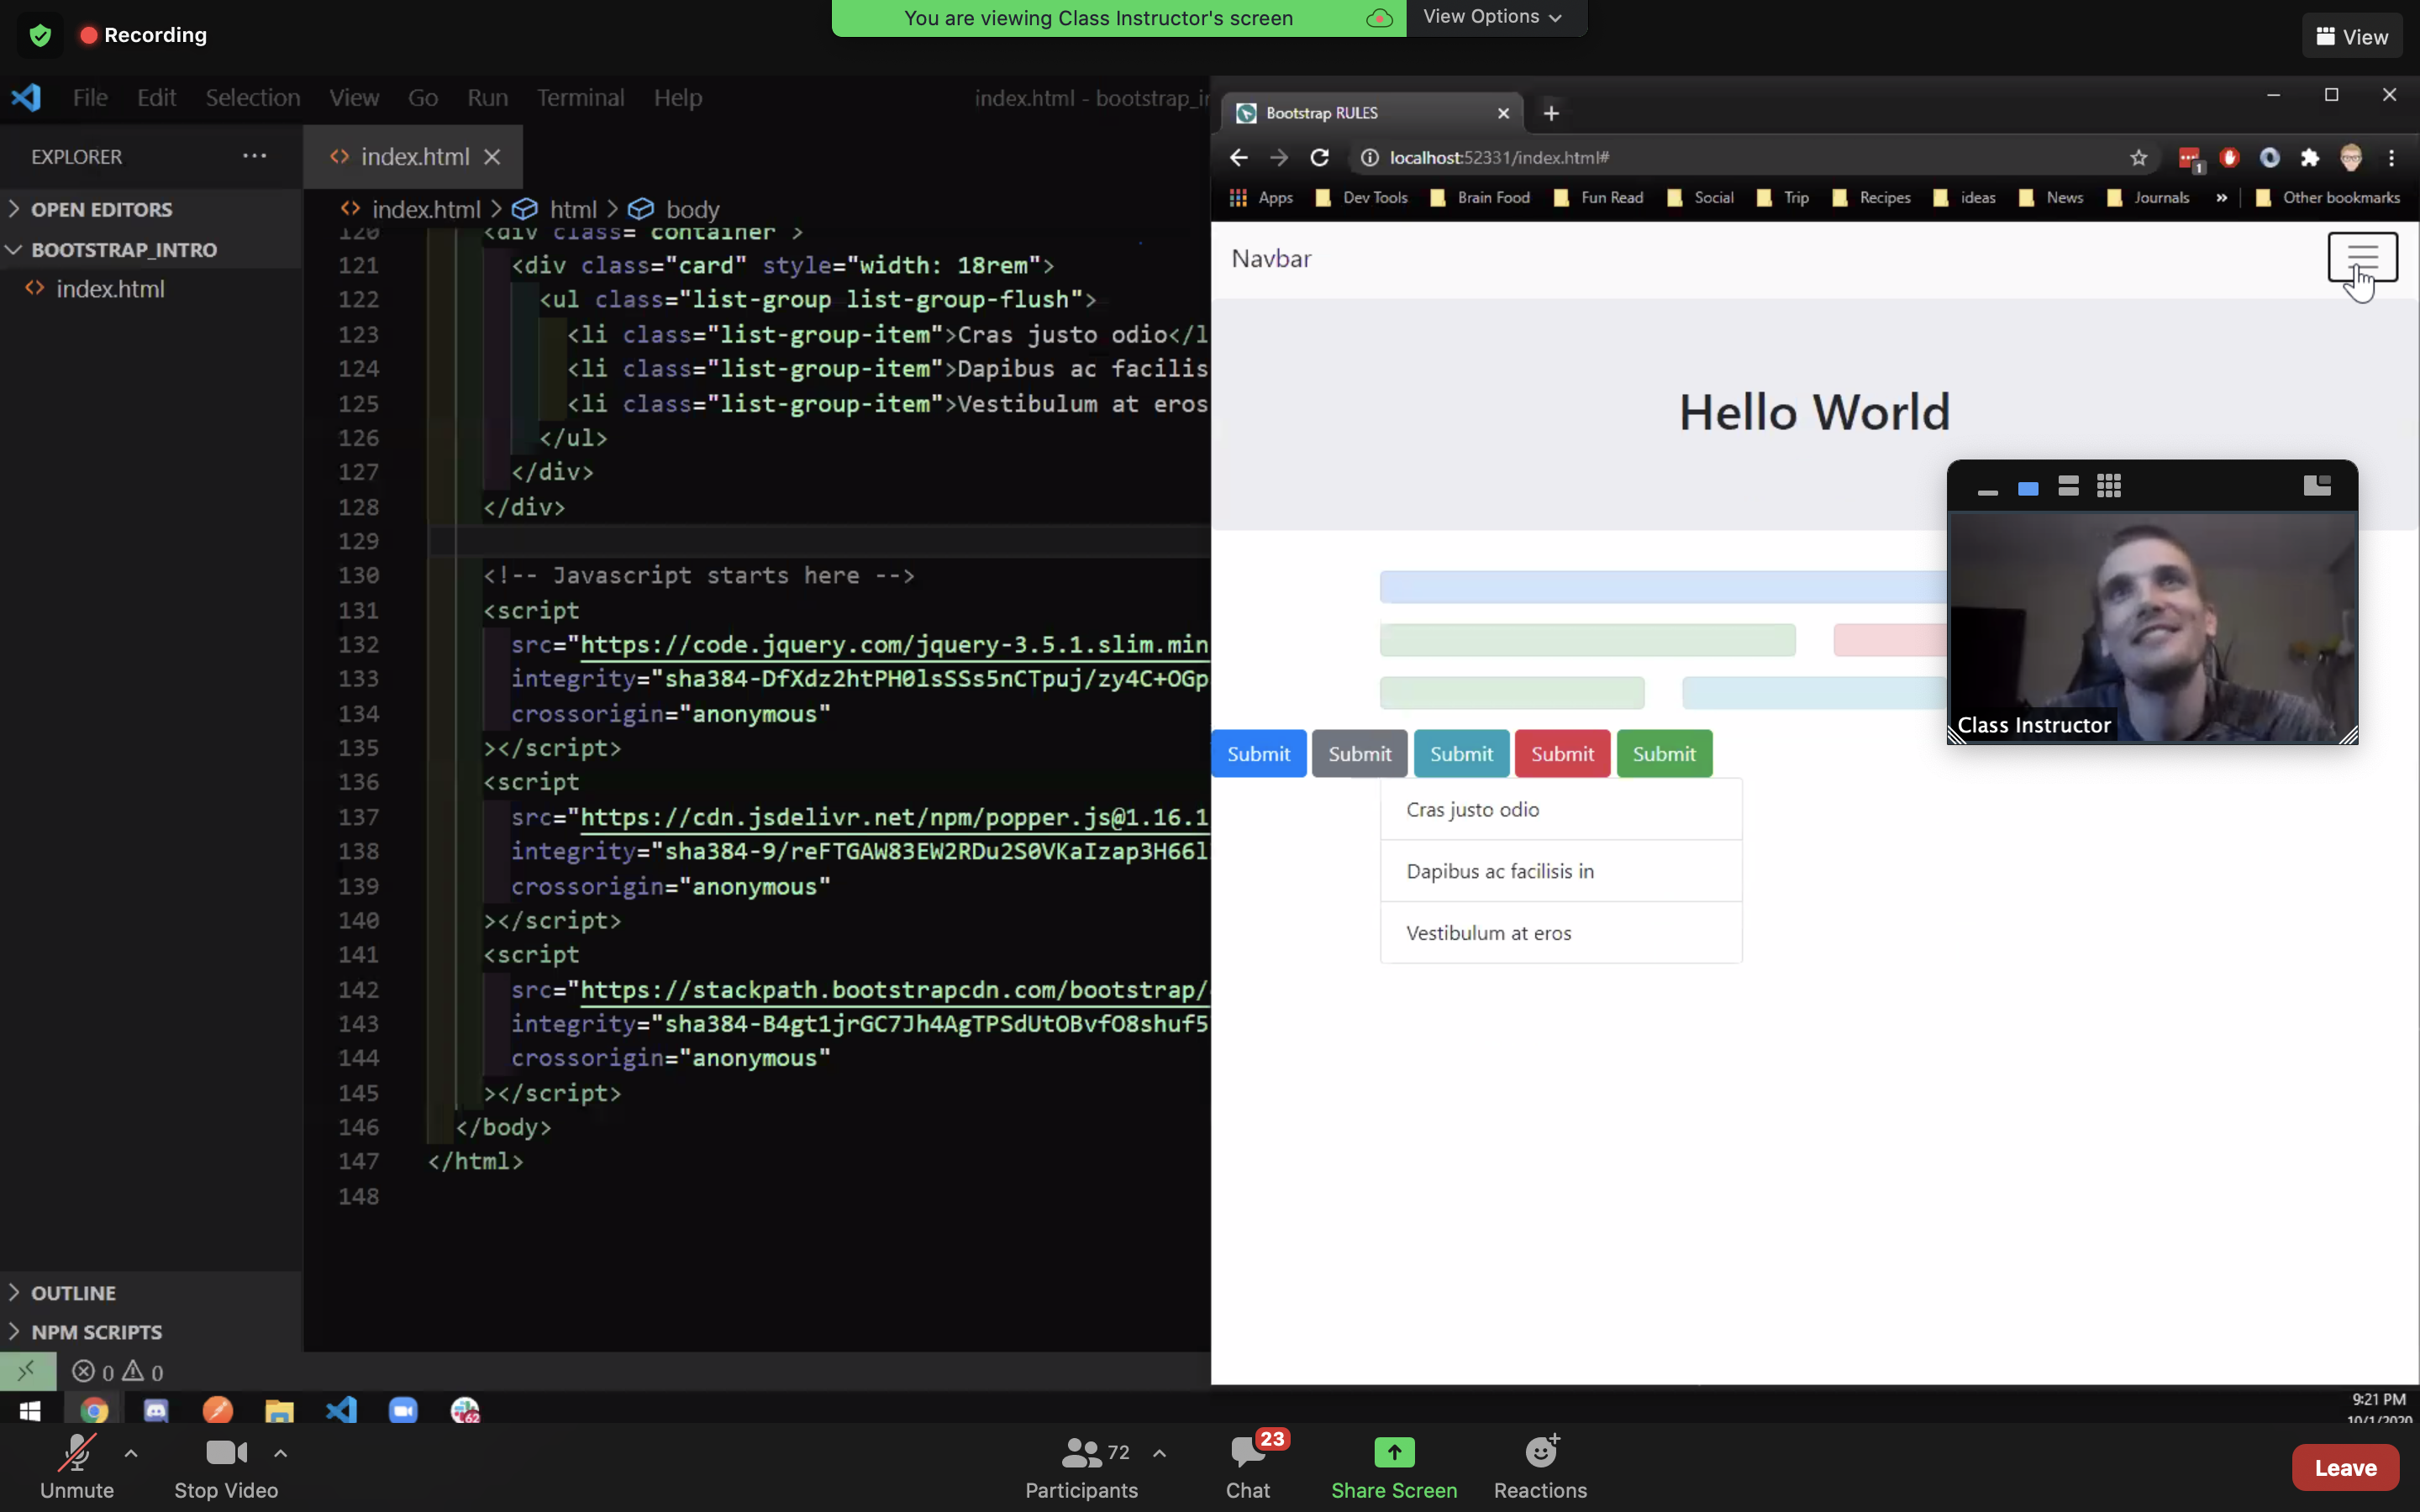 Recording
You are viewing Class Instructor's screen
View Options
View
File Edit Selection View Go Run Terminal Help
index.html - bootstrap_ir
EXPLORER
index.html
OPEN EDITORS
BOOTSTRAP_INTRO
index.html
index.html > html > body
120 <div class="container">
121 <div class="card" style="width: 18rem">
122 <ul class="list-group list-group-flush">
123 <li class="list-group-item">Cras justo odio</l
124 <li class="list-group-item">Dapibus ac facilis
125 <li class="list-group-item">Vestibulum at eros
126 </ul>
127 </div>
128 </div>
129
130 <!-- Javascript starts here -->
131 <script
132 src="https://code.jquery.com/jquery-3.5.1.slim.min
133 integrity="sha384-DfXdz2htPH0lsSSs5nCTpuj/zy4C+OGp
134 crossorigin="anonymous"
135 ></script>
136 <script
137 src="https://cdn.jsdelivr.net/npm/popper.js@1.16.1
138 integrity="sha384-9/reFTGAW83EW2RDu2S0VKaIzap3H66l
139 crossorigin="anonymous"
140 ></script>
141 <script
142 src="https://stackpath.bootstrapcdn.com/bootstrap/
143 integrity="sha384-B4gt1jrGC7Jh4AgTPSdUtOBvfO8shuf5
144 crossorigin="anonymous"
145 ></script>
146 </body>
147 </html>
148
OUTLINE
NPM SCRIPTS
0 0
Bootstrap RULES
localhost:52331/index.html#
1
Apps Dev Tools Brain Food Fun Read Social Trip Recipes ideas News Journals » Other bookmarks
Navbar
Hello World
Class Instructor
Submit Submit Submit Submit Submit
Cras justo odio
Dapibus ac facilisis in
Vestibulum at eros
62
9:21 PM
10/1/2020
Unmute
Stop Video
72
Participants
23
Chat
Share Screen
Reactions
Leave